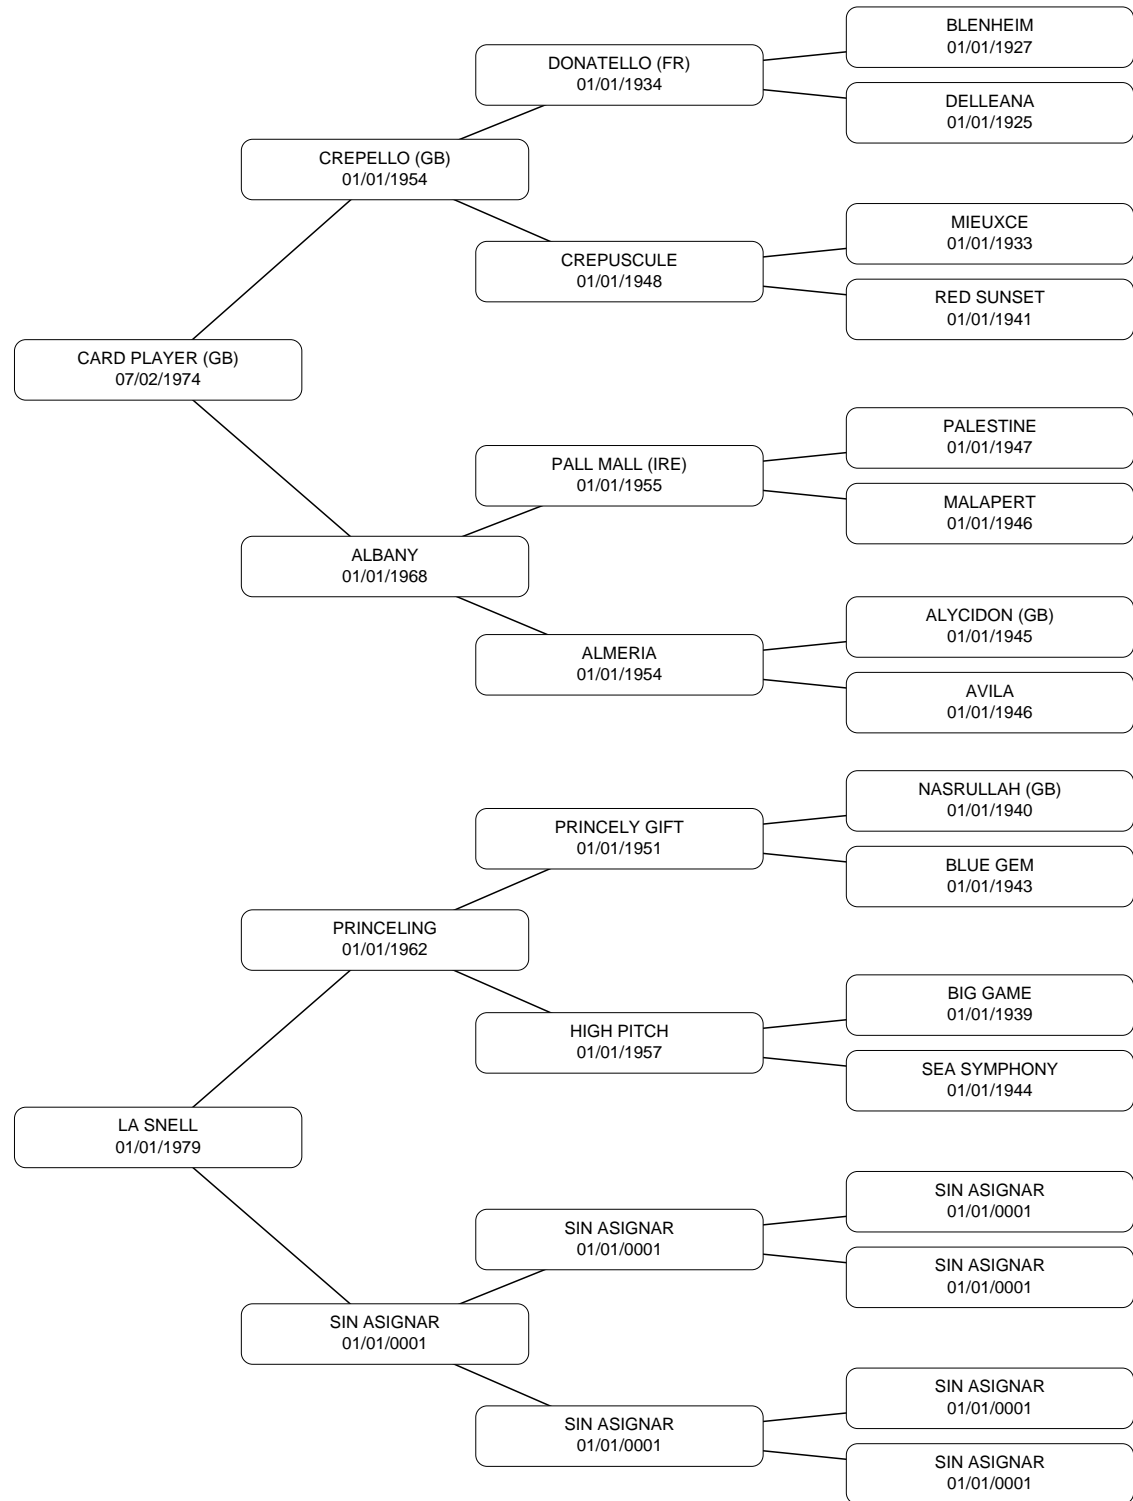 BLENHEIM
01/01/1927
DONATELLO (FR)
01/01/1934
DELLEANA
01/01/1925
CREPELLO (GB)
01/01/1954
MIEUXCE
01/01/1933
CREPUSCULE
01/01/1948
RED SUNSET
01/01/1941
CARD PLAYER (GB)
07/02/1974
PALESTINE
01/01/1947
PALL MALL (IRE)
01/01/1955
MALAPERT
01/01/1946
ALBANY
01/01/1968
ALYCIDON (GB)
01/01/1945
ALMERIA
01/01/1954
AVILA
01/01/1946
NASRULLAH (GB)
01/01/1940
PRINCELY GIFT
01/01/1951
BLUE GEM
01/01/1943
PRINCELING
01/01/1962
BIG GAME
01/01/1939
HIGH PITCH
01/01/1957
SEA SYMPHONY
01/01/1944
LA SNELL
01/01/1979
SIN ASIGNAR
01/01/0001
SIN ASIGNAR
01/01/0001
SIN ASIGNAR
01/01/0001
SIN ASIGNAR
01/01/0001
SIN ASIGNAR
01/01/0001
SIN ASIGNAR
01/01/0001
SIN ASIGNAR
01/01/0001